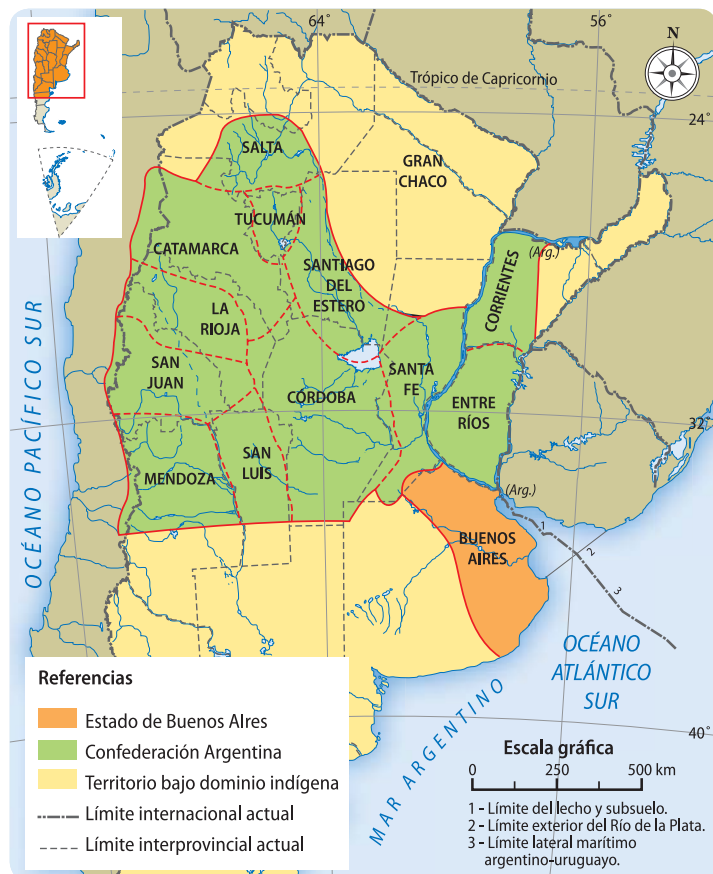 64
56
N
Trópico de Capricornio
24
SALTA
GRAN
CHACO
TUCUMÁN
CATAMARCA
(Arg.)
SANTIAGO
DEL
ESTERO
CORRIENTES
LA
RIOJA
SAN
JUAN
SANTA
FE
CÓRDOBA
ENTRE
RÍOS
32
SAN
LUIS
MENDOZA
(Arg.)
BUENOS
AIRES
1
2
3
OCÉANO PACÍFICO SUR
OCÉANO
ATLÁNTICO
SUR
MAR ARGENTINO
40
Referencias
Estado de Buenos AIres
Confederación Argentina
Territorio bajo dominio indígena
Límite internacional actual
Límite interprovincial actual
Escala gráfica
0 250 500 km
1 - Límite del lecho y subsuelo.
2 - Límite exterior del Río de la Plata.
3 - Límite lateral marítimo
argentino-uruguayo.